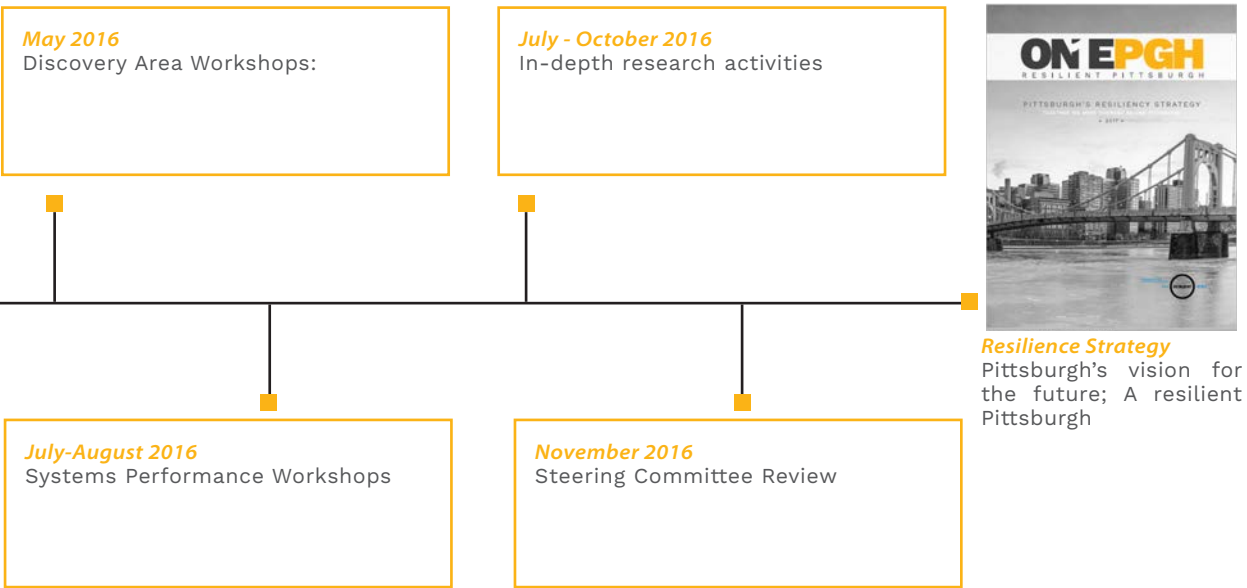 May 2016
Discovery Area Workshops:
July - October 2016
In-depth research activities
ONEPGH
RESILIENT PITTSBURGH
PITTSBURGH'S RESILIENCY STRATEGY
2017
Resilience Strategy
Pittsburgh's vision for
the future; A resilient
Pittsburgh
July-August 2016
Systems Performance Workshops
November 2016
Steering Committee Review